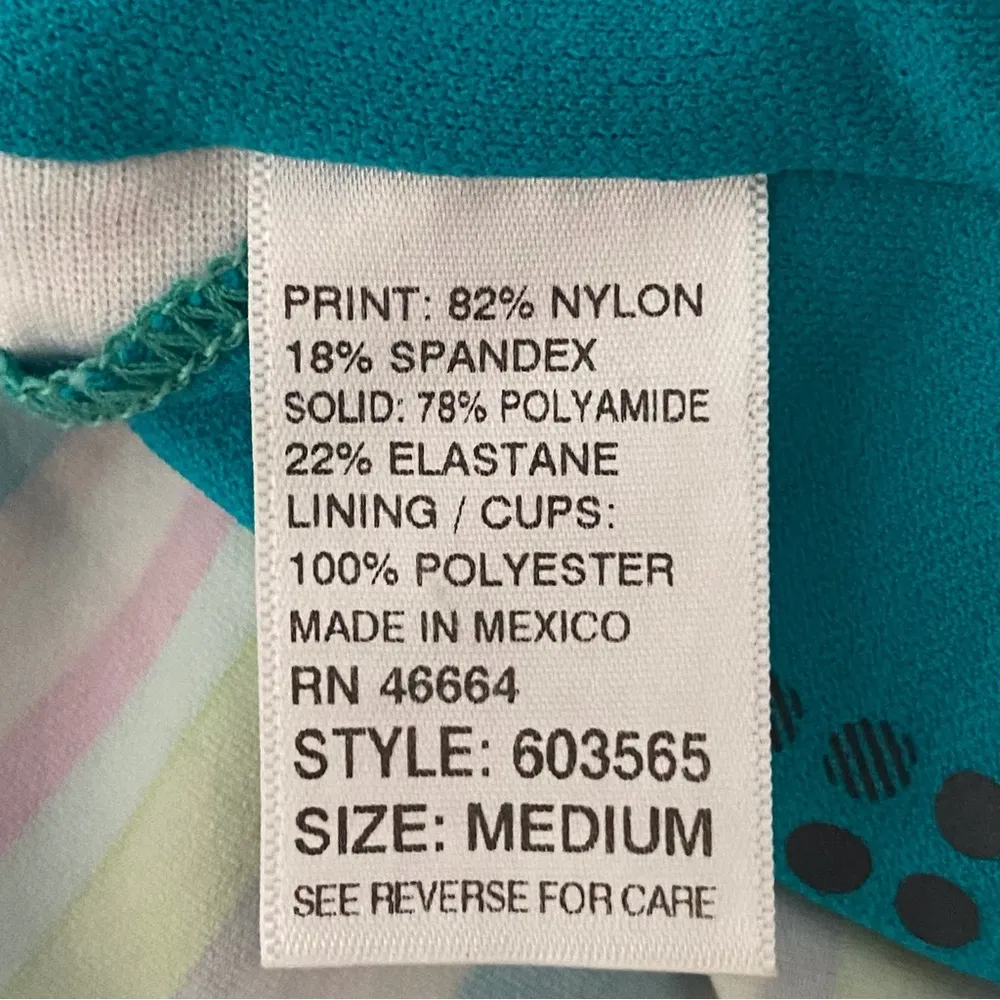 PRINT: 82% NYLON
18% SPANDEX
SOLID: 78% POLYAMIDE
22% ELASTANE
LINING / CUPS:
100% POLYESTER
MADE IN MEXICO
RN 46664
STYLE: 603565
SIZE: MEDIUM
SEE REVERSE FOR CARE